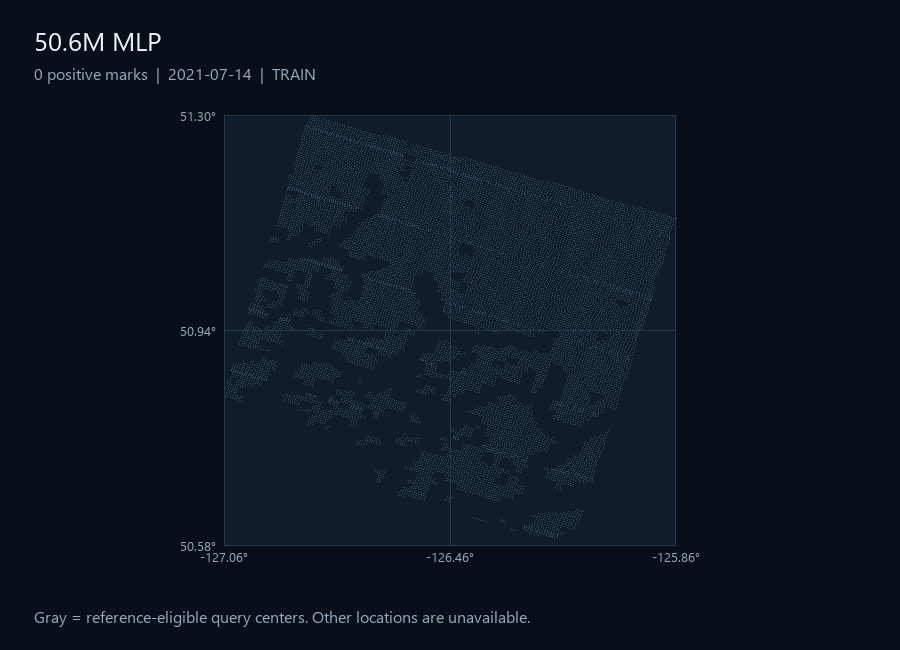 50.6M MLP
0 positive marks | 2021-07-14 | TRAIN
51.30°
50.94°
50.58°
-127.06°
-126.46°
-125.86°
Gray = reference-eligible query centers. Other locations are unavailable.